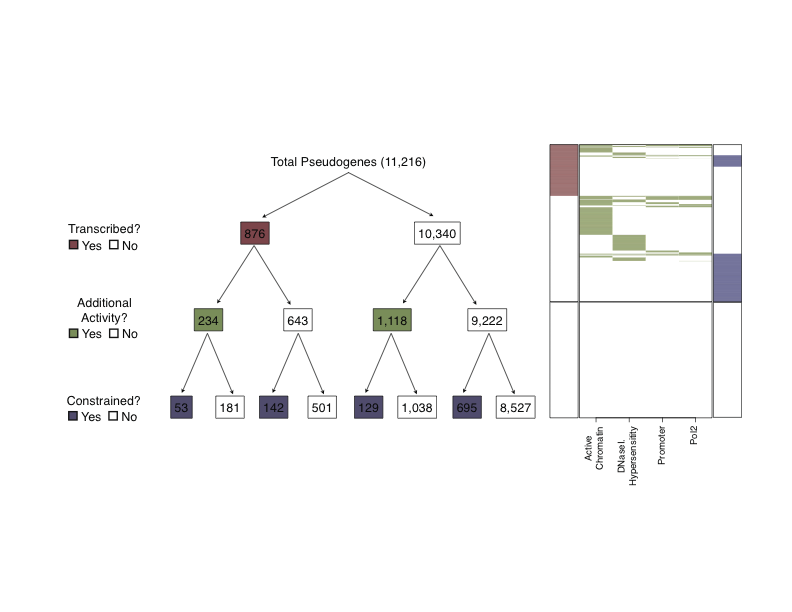 Total Pseudogenes (11,216)
Transcribed?
Yes No
876
10,340
Additional
Activity?
Yes No
234
643
1,118
9,222
Constrained?
Yes No
53
181
142
501
129
1,038
695
8,527
Active
Chromatin
DNaseI.
Hypersensitity
Promoter
Pol2